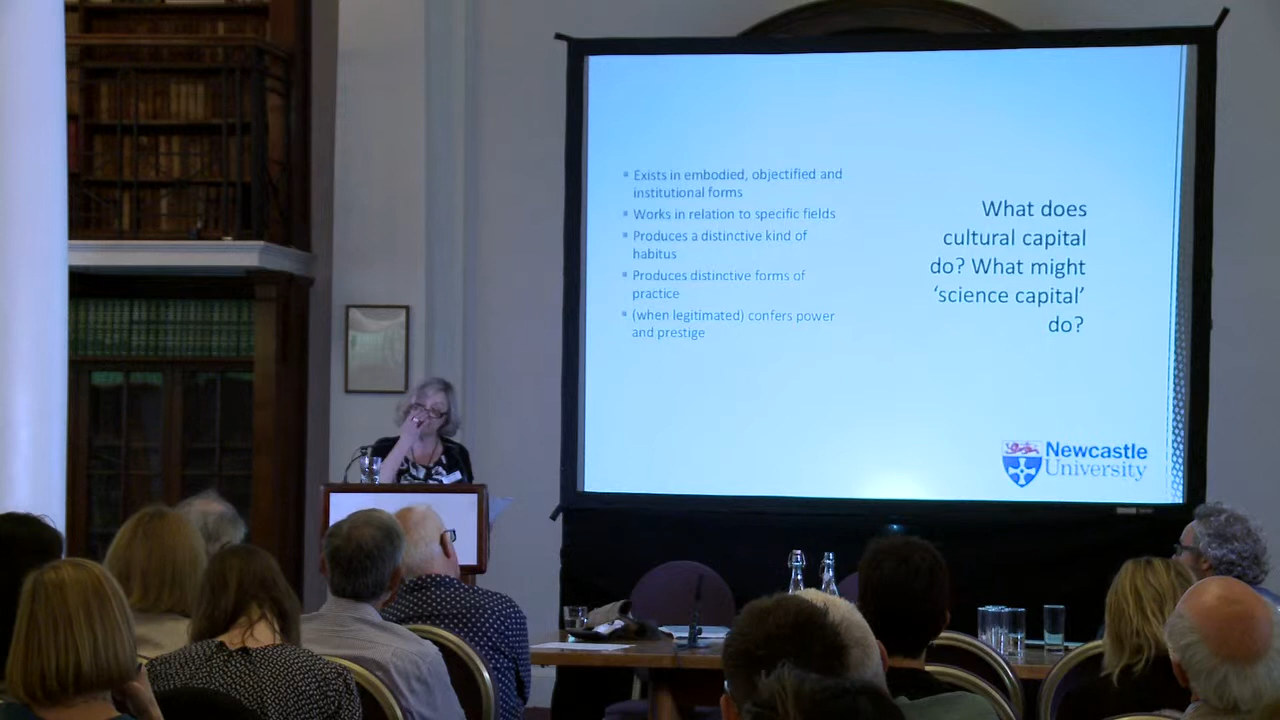 ▪ Exists in embodied, objectified and
institutional forms
▪ Works in relation to specific fields
▪ Produces a distinctive kind of
habitus
▪ Produces distinctive forms of
practice
▪ (when legitimated) confers power
and prestige
What does
cultural capital
do? What might
‘science capital’
do?
Newcastle
University